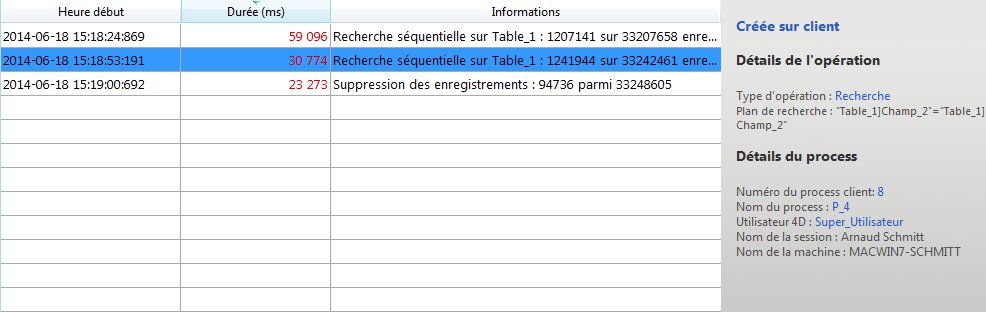 Heure début Durée (ms) Informations
2014-06-18 15:18:24:869 59 096 Recherche séquentielle sur Table_1 : 1207141 sur 33207658 enre...
2014-06-18 15:18:53:191 30 774 Recherche séquentielle sur Table_1 : 1241944 sur 33242461 enre...
2014-06-18 15:19:00:692 23 273 Suppression des enregistrements : 94736 parmi 33248605
Créée sur client
Détails de l'opération
Type d'opération : Recherche
Plan de recherche : "Table_1]Champ_2"="Table_1]
Champ_2"
Détails du process
Numéro du process client: 8
Nom du process : P_4
Utilisateur 4D : Super_Utilisateur
Nom de la session : Arnaud Schmitt
Nom de la machine : MACWIN7-SCHMITT